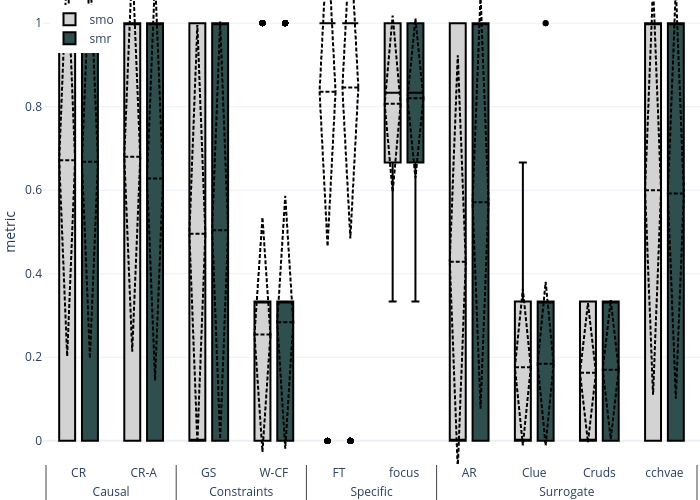 smo
smr
1
0.8
0.6
0.4
0.2
0
metric
CR CR-A GS W-CF FT focus AR Clue Cruds cchvae
Causal Constraints Specific Surrogate